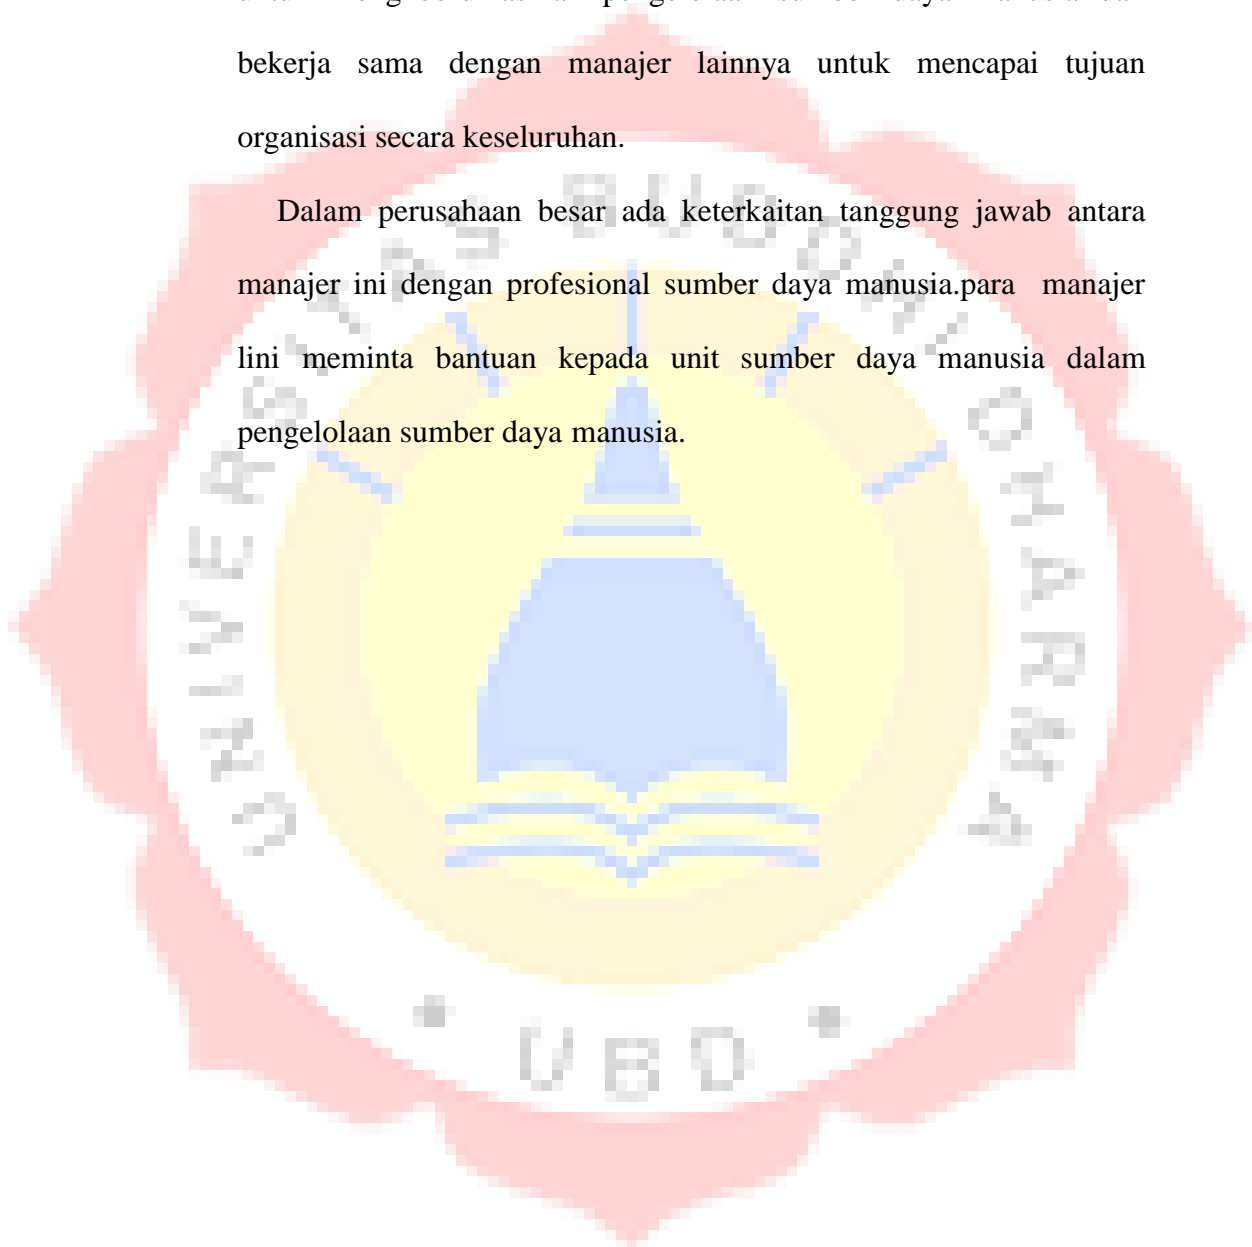 bekerja sama dengan manajer lainnya untuk mencapai tujuan
organisasi secara keseluruhan.
Dalam perusahaan besar ada keterkaitan tanggung jawab antara
manajer ini dengan profesional sumber daya manusia.para manajer
lini meminta bantuan kepada unit sumber daya manusia dalam
pengelolaan sumber daya manusia.
UNIVERSITAS BUDDHI DHARMA
UBD